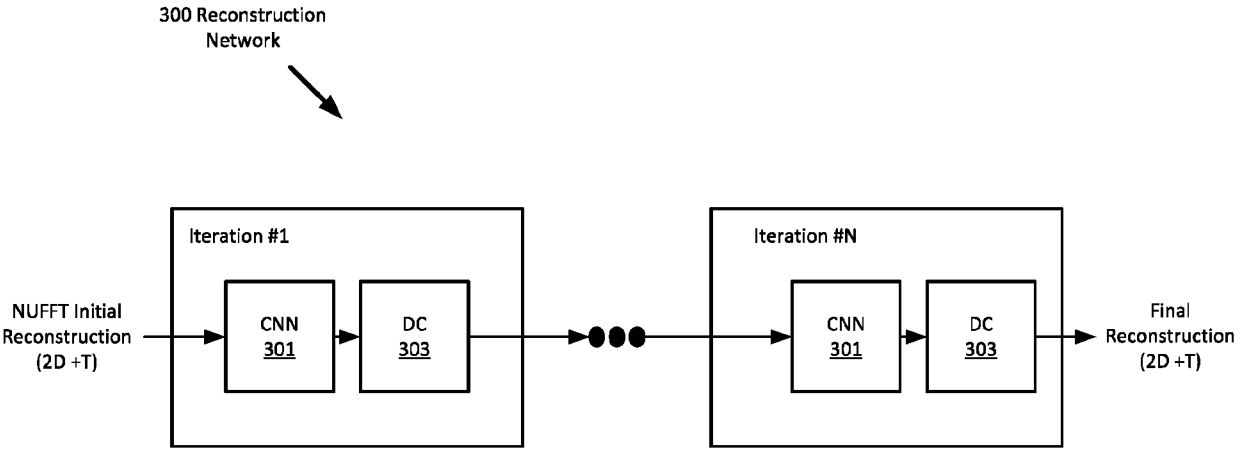 300 Reconstruction
Network
Iteration #1
Iteration #N
NUFFT Initial
Reconstruction
(2D +T)
CNN
301
DC
303
CNN
301
DC
303
Final
Reconstruction
(2D +T)